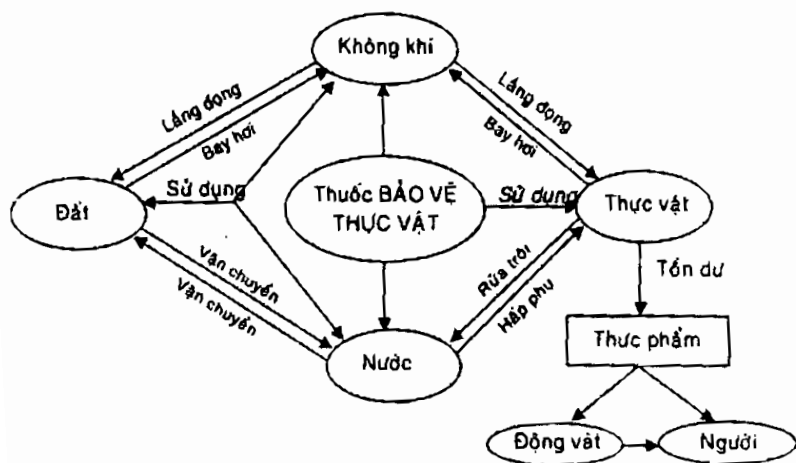 Không khí
Lắng đọng
Bay hơi
Lắng đọng
Bay hơi
Đất
Sử dụng
Thuốc BẢO VỆ
THỰC VẬT
Sử dụng
Thực vật
Vận chuyển
Vận chuyển
Rửa trôi
Hấp phụ
Tồn dư
Nước
Thưc phẩm
Động vật
Người